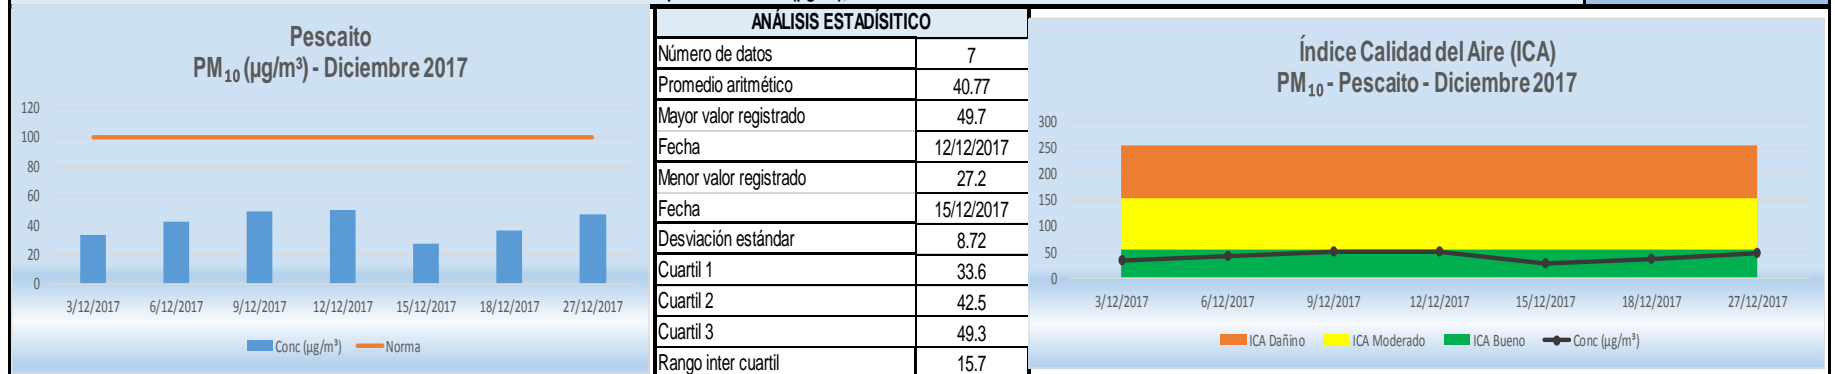 Pescaito
PM₁₀ (µg/m³) - Diciembre 2017
120
100
80
60
40
20
0
3/12/2017 6/12/2017 9/12/2017 12/12/2017 15/12/2017 18/12/2017 27/12/2017
Conc (µg/m³) Norma
ANÁLISIS ESTADÍSITICO
Número de datos 7
Promedio aritmético 40.77
Mayor valor registrado 49.7
Fecha 12/12/2017
Menor valor registrado 27.2
Fecha 15/12/2017
Desviación estándar 8.72
Cuartil 1 33.6
Cuartil 2 42.5
Cuartil 3 49.3
Rango inter cuartil 15.7
Índice Calidad del Aire (ICA)
PM₁₀ - Pescaito - Diciembre 2017
300
250
200
150
100
50
0
3/12/2017 6/12/2017 9/12/2017 12/12/2017 15/12/2017 18/12/2017 27/12/2017
ICA Dañino ICA Moderado ICA Bueno Conc (µg/m³)